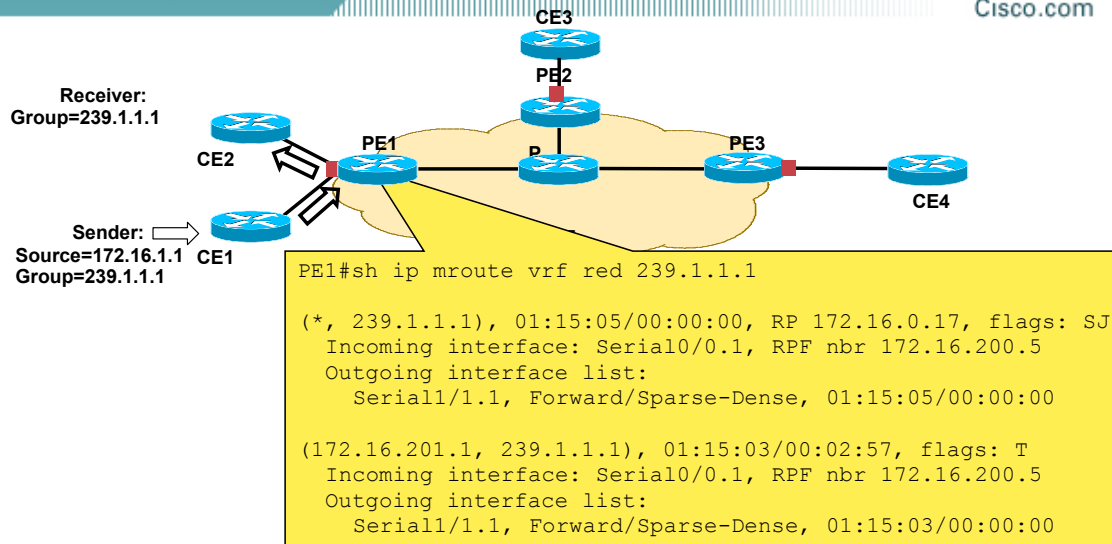 Cisco.com
CE3
PE2
Receiver:
Group=239.1.1.1
CE2
PE1
P
PE3
CE4
Sender:
Source=172.16.1.1
Group=239.1.1.1
CE1
PE1#sh ip mroute vrf red 239.1.1.1
(*, 239.1.1.1), 01:15:05/00:00:00, RP 172.16.0.17, flags: SJ
Incoming interface: Serial0/0.1, RPF nbr 172.16.200.5
Outgoing interface list:
Serial1/1.1, Forward/Sparse-Dense, 01:15:05/00:00:00
(172.16.201.1, 239.1.1.1), 01:15:03/00:02:57, flags: T
Incoming interface: Serial0/0.1, RPF nbr 172.16.200.5
Outgoing interface list:
Serial1/1.1, Forward/Sparse-Dense, 01:15:03/00:00:00